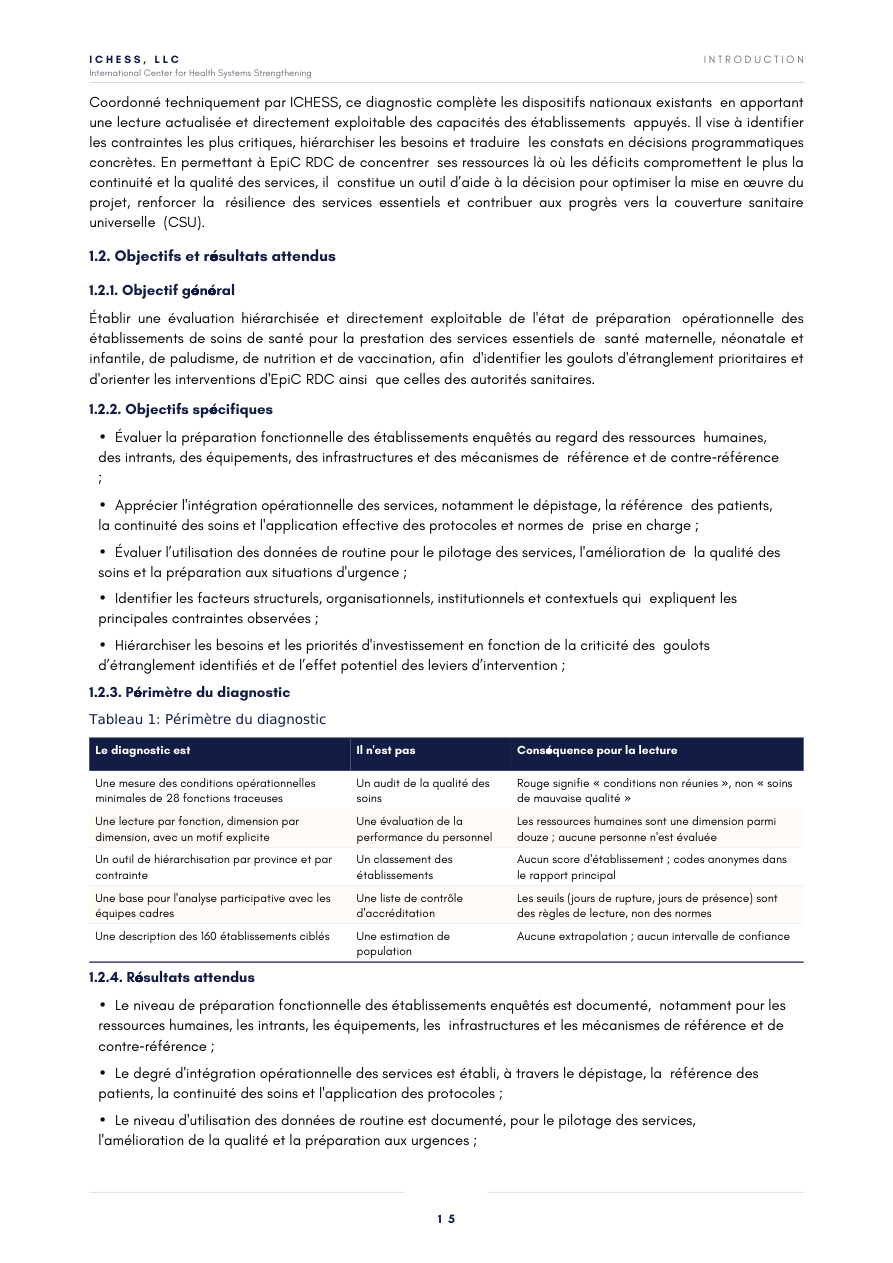 ICHESS, LLC
INTRODUCTION
International Center for Health Systems Strengthening
Coordonné techniquement par ICHESS, ce diagnostic complète les dispositifs nationaux existants en apportant
une lecture actualisée et directement exploitable des capacités des établissements appuyés. Il vise à identifier
les contraintes les plus critiques, hiérarchiser les besoins et traduire les constats en décisions programmatiques
concrètes. En permettant à EpiC RDC de concentrer ses ressources là où les déficits compromettent le plus la
continuité et la qualité des services, il constitue un outil d’aide à la décision pour optimiser la mise en œuvre du
projet, renforcer la résilience des services essentiels et contribuer aux progrès vers la couverture sanitaire
universelle (CSU).
1.2. Objectifs et résultats attendus
1.2.1. Objectif général
Établir une évaluation hiérarchisée et directement exploitable de l'état de préparation opérationnelle des
établissements de soins de santé pour la prestation des services essentiels de santé maternelle, néonatale et
infantile, de paludisme, de nutrition et de vaccination, afin d'identifier les goulots d'étranglement prioritaires et
d'orienter les interventions d'EpiC RDC ainsi que celles des autorités sanitaires.
1.2.2. Objectifs spécifiques
• Évaluer la préparation fonctionnelle des établissements enquêtés au regard des ressources humaines,
des intrants, des équipements, des infrastructures et des mécanismes de référence et de contre-référence
;
• Apprécier l'intégration opérationnelle des services, notamment le dépistage, la référence des patients,
la continuité des soins et l'application effective des protocoles et normes de prise en charge ;
• Évaluer l’utilisation des données de routine pour le pilotage des services, l'amélioration de la qualité des
soins et la préparation aux situations d'urgence ;
• Identifier les facteurs structurels, organisationnels, institutionnels et contextuels qui expliquent les
principales contraintes observées ;
• Hiérarchiser les besoins et les priorités d'investissement en fonction de la criticité des goulots
d’étranglement identifiés et de l’effet potentiel des leviers d’intervention ;
1.2.3. Périmètre du diagnostic
Tableau 1: Périmètre du diagnostic
Le diagnostic est
Il n'est pas
Conséquence pour la lecture
Une mesure des conditions opérationnelles
minimales de 28 fonctions traceuses
Un audit de la qualité des
soins
Rouge signifie « conditions non réunies », non « soins
de mauvaise qualité »
Une lecture par fonction, dimension par
dimension, avec un motif explicite
Une évaluation de la
performance du personnel
Les ressources humaines sont une dimension parmi
douze ; aucune personne n'est évaluée
Un outil de hiérarchisation par province et par
contrainte
Un classement des
établissements
Aucun score d'établissement ; codes anonymes dans
le rapport principal
Une base pour l'analyse participative avec les
équipes cadres
Une liste de contrôle
d'accréditation
Les seuils (jours de rupture, jours de présence) sont
des règles de lecture, non des normes
Une description des 160 établissements ciblés
Une estimation de
population
Aucune extrapolation ; aucun intervalle de confiance
1.2.4. Résultats attendus
• Le niveau de préparation fonctionnelle des établissements enquêtés est documenté, notamment pour les
ressources humaines, les intrants, les équipements, les infrastructures et les mécanismes de référence et de
contre-référence ;
• Le degré d'intégration opérationnelle des services est établi, à travers le dépistage, la référence des
patients, la continuité des soins et l'application des protocoles ;
• Le niveau d'utilisation des données de routine est documenté, pour le pilotage des services,
l'amélioration de la qualité et la préparation aux urgences ;
15